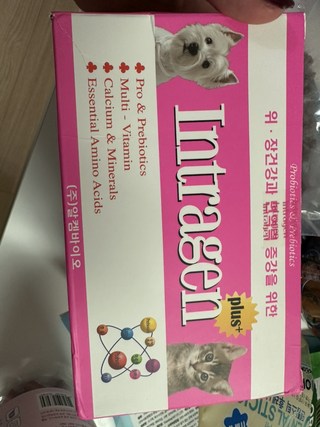 Probiotics & Prebiotics
위·장건강과 면역력 증강을 위한
Intragen
plus+
Pro & Prebiotics
Multi - Vitamin
Calcium & Minerals
Essential Amino Acids
(주)알켐바이오